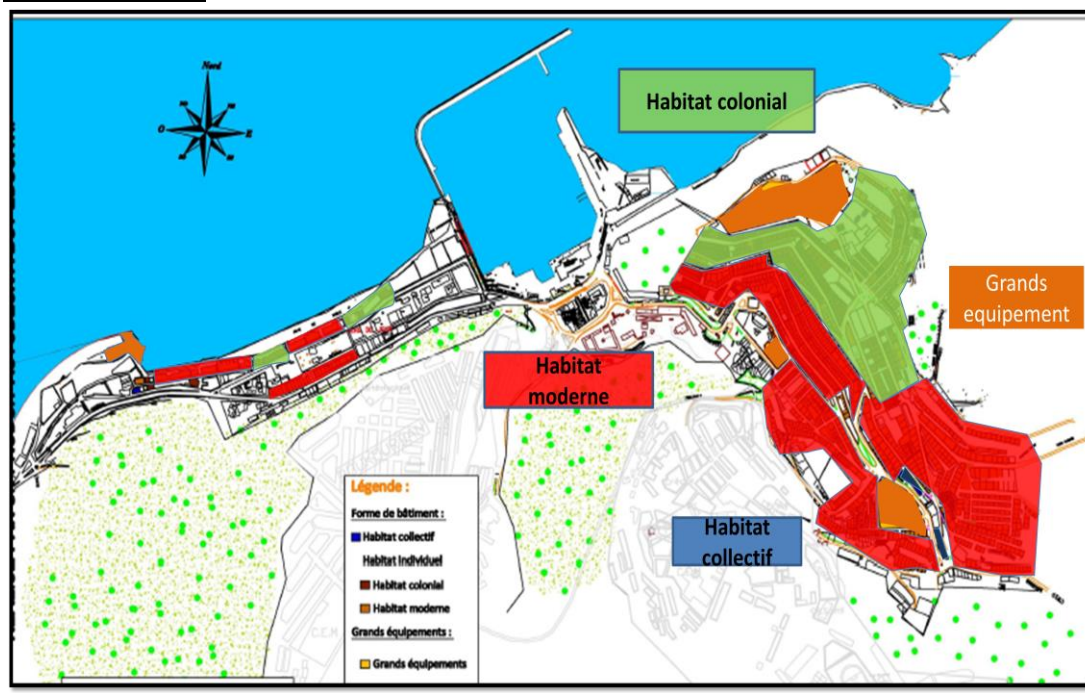 Nord
O
E
Habitat colonial
Grands
equipement
Habitat
moderne
Habitat
collectif
Légende :
Forme de bâtiment :
Habitat collectif
Habitat Individuel
Habitat colonial
Habitat moderne
Grands équipements :
Grands équipements
C.E.M